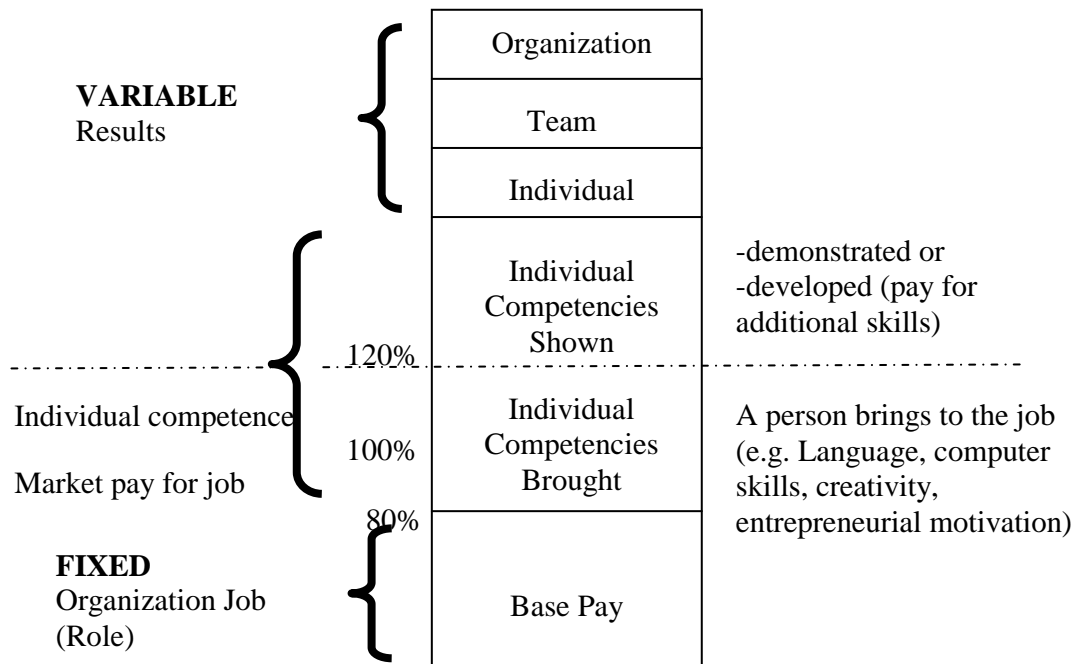 Organization
VARIABLE
Results
Team
Individual
Individual
Competencies
Shown
-demonstrated or
-developed (pay for
additional skills)
120%
Individual competence
Market pay for job
100%
80%
Individual
Competencies
Brought
A person brings to the job
(e.g. Language, computer
skills, creativity,
entrepreneurial motivation)
FIXED
Organization Job
(Role)
Base Pay